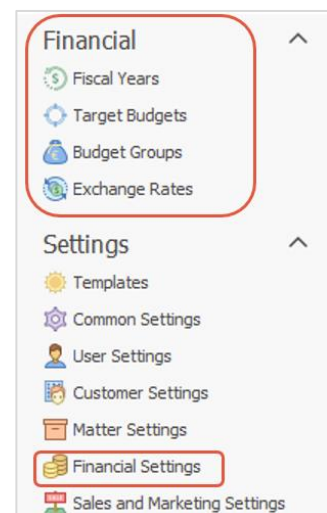 Financial
Fiscal Years
Target Budgets
Budget Groups
Exchange Rates
Settings
Templates
Common Settings
User Settings
Customer Settings
Matter Settings
Financial Settings
Sales and Marketing Settings